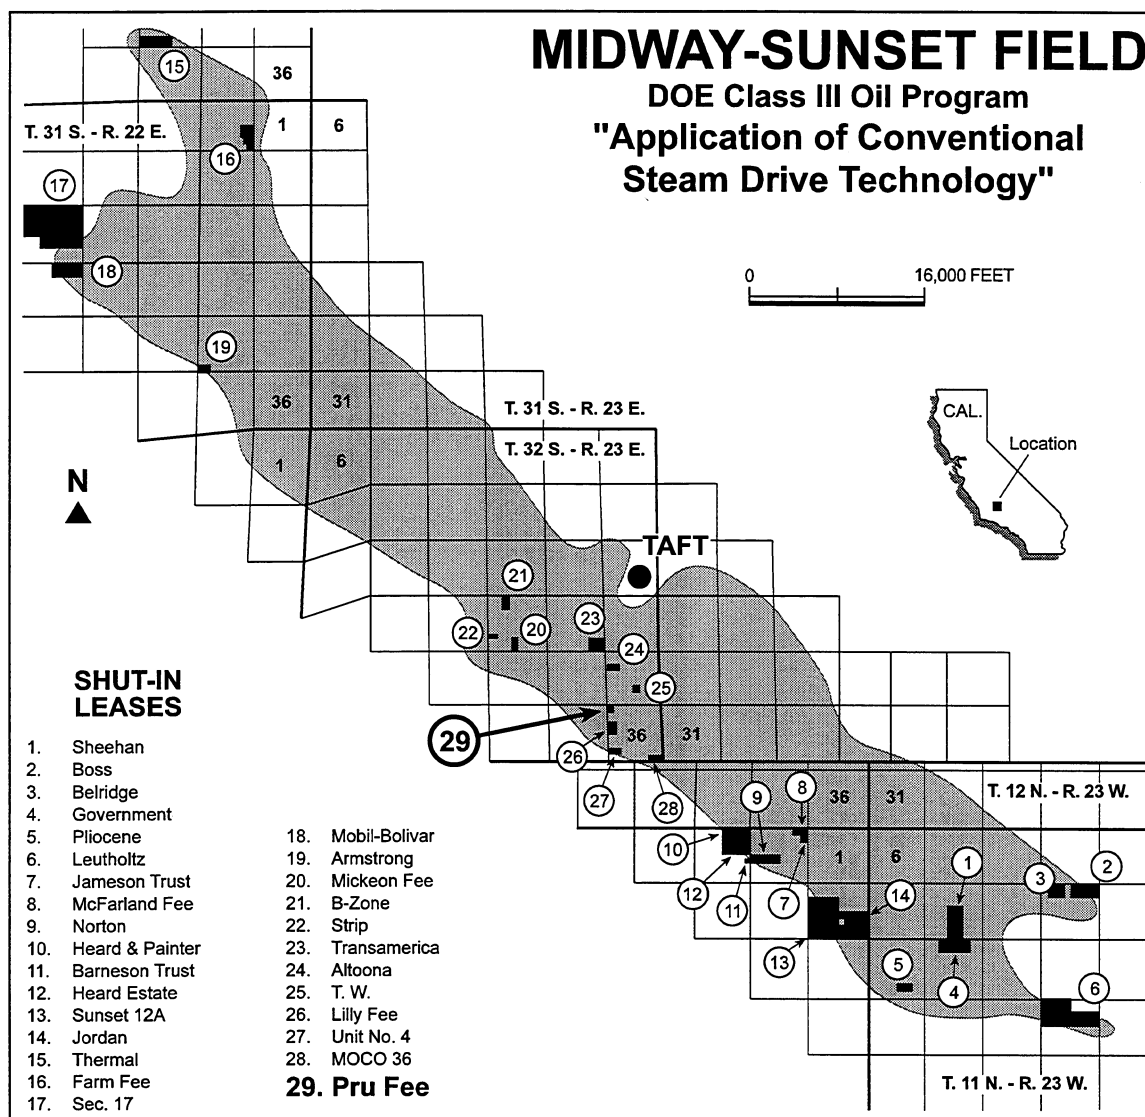 MIDWAY-SUNSET FIELD
DOE Class III Oil Program
"Application of Conventional
Steam Drive Technology"
0 16,000 FEET
CAL.
Location
15
36
T. 31 S. - R. 22 E.
1 6
16
17
18
19
36 31
T. 31 S. - R. 23 E.
T. 32 S. - R. 23 E.
1 6
N
TAFT
21
22 20 23
24
25
29
36 31
26
27 28
T. 12 N. - R. 23 W.
9 8 36 31
10 1 6 1 3 2
12 11 7 14
13 5 4 6
T. 11 N. - R. 23 W.
SHUT-IN
LEASES
1. Sheehan
2. Boss
3. Belridge
4. Government
5. Pliocene
6. Leutholtz
7. Jameson Trust
8. McFarland Fee
9. Norton
10. Heard & Painter
11. Barneson Trust
12. Heard Estate
13. Sunset 12A
14. Jordan
15. Thermal
16. Farm Fee
17. Sec. 17
18. Mobil-Bolivar
19. Armstrong
20. Mickeon Fee
21. B-Zone
22. Strip
23. Transamerica
24. Altoona
25. T. W.
26. Lilly Fee
27. Unit No. 4
28. MOCO 36
29. Pru Fee